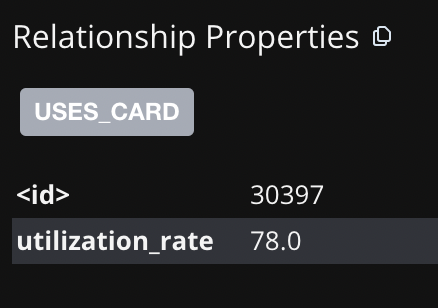 Relationship Properties
USES_CARD
<id> 30397
utilization_rate 78.0